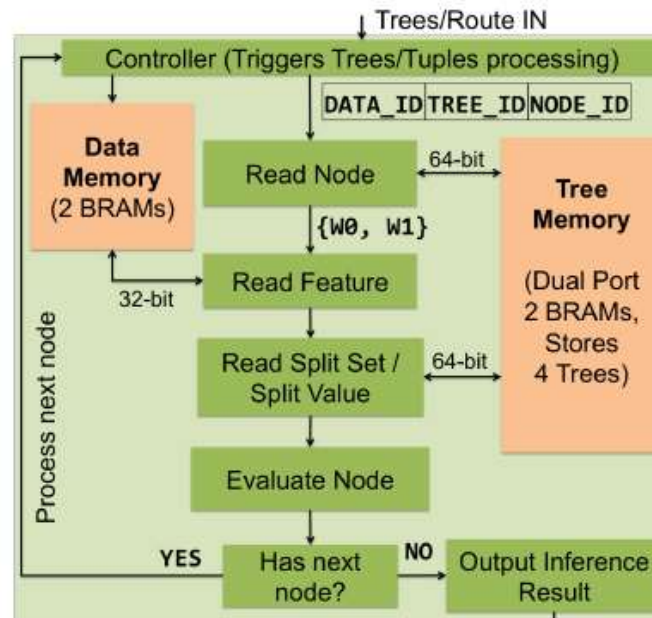 Trees/Route IN
Controller (Triggers Trees/Tuples processing)
DATA_ID TREE_ID NODE_ID
Data
Memory
(2 BRAMs)
Read Node
64-bit
Tree
Memory
(Dual Port
2 BRAMs,
Stores
4 Trees)
{W0, W1}
32-bit
Read Feature
Read Split Set /
Split Value
64-bit
Process next node
Evaluate Node
YES
Has next
node?
NO
Output Inference
Result